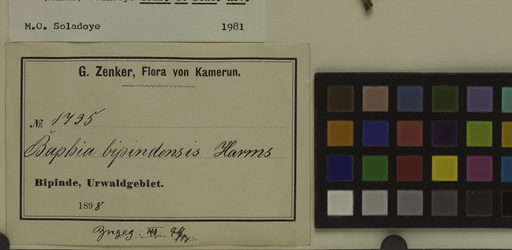 M.O. Soladoye 1981
G. Zenker, Flora von Kamerun.
№ 1735
Baphia bipindensis Harms
Bipinde, Urwaldgebiet.
1898